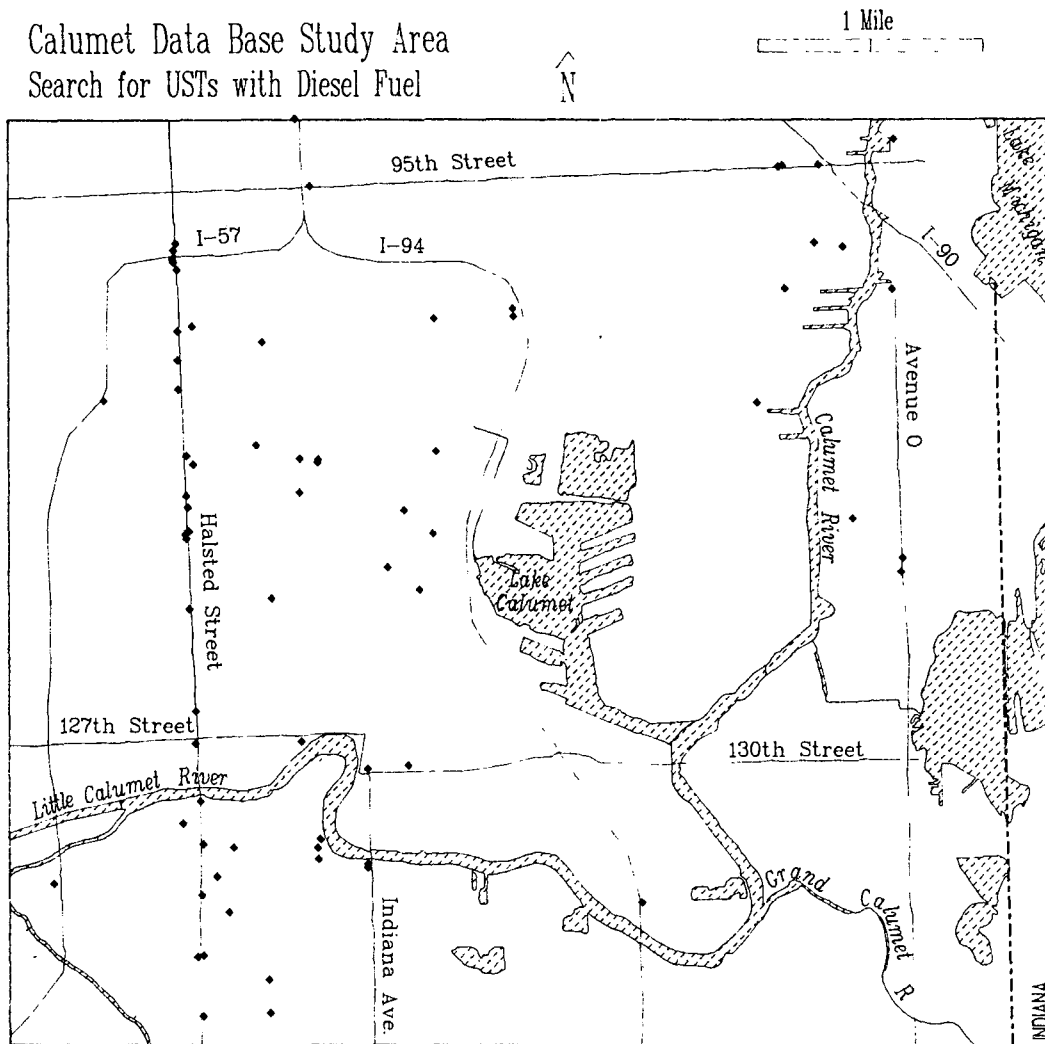 Calumet Data Base Study Area
Search for USTs with Diesel Fuel
N
1 Mile
95th Street
I-57
I-94
I-90
Lake Michigan
Avenue O
Calumet River
Halsted Street
Lake
Calumet
127th Street
130th Street
Little Calumet River
Grand Calumet R
Indiana Ave.
INDIANA